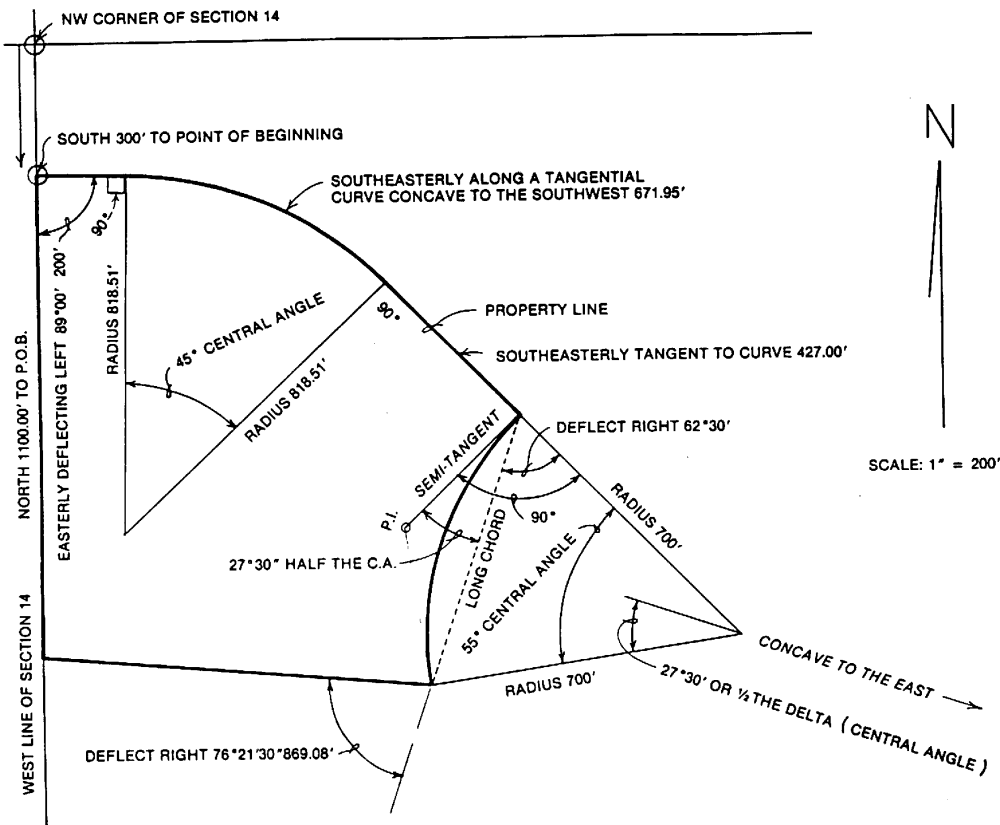 NW CORNER OF SECTION 14
SOUTH 300' TO POINT OF BEGINNING
SOUTHEASTERLY ALONG A TANGENTIAL
CURVE CONCAVE TO THE SOUTHWEST 671.95'
N
90°
EASTERLY DEFLECTING LEFT 89°00' 200'
RADIUS 818.51'
45° CENTRAL ANGLE
RADIUS 818.51'
90°
PROPERTY LINE
SOUTHEASTERLY TANGENT TO CURVE 427.00'
NORTH 1100.00' TO P.O.B.
SEMI-TANGENT
DEFLECT RIGHT 62°30'
SCALE: 1" = 200'
P.I.
90°
RADIUS 700'
27°30" HALF THE C.A.
LONG CHORD
55° CENTRAL ANGLE
WEST LINE OF SECTION 14
RADIUS 700'
CONCAVE TO THE EAST
27°30' OR ½ THE DELTA (CENTRAL ANGLE)
DEFLECT RIGHT 76°21'30"869.08'